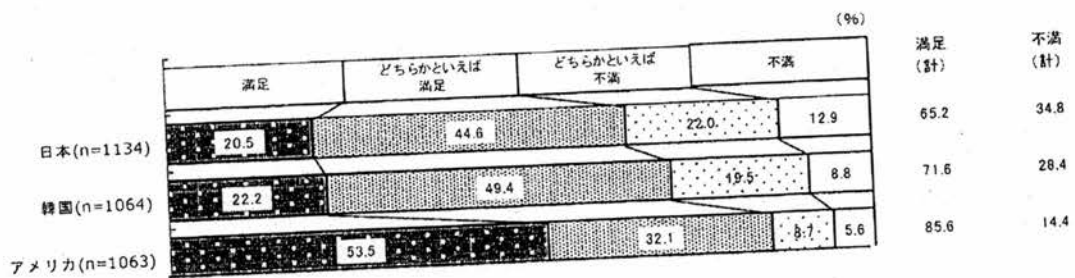 (%)
満足
(計)
不満
(計)
満足
どちらかといえば
満足
どちらかといえば
不満
不満
日本(n=1134) 20.5 44.6 22.0 12.9 65.2 34.8
韓国(n=1064) 22.2 49.4 19.5 8.8 71.6 28.4
アメリカ(n=1063) 53.5 32.1 5.6 85.6 14.4